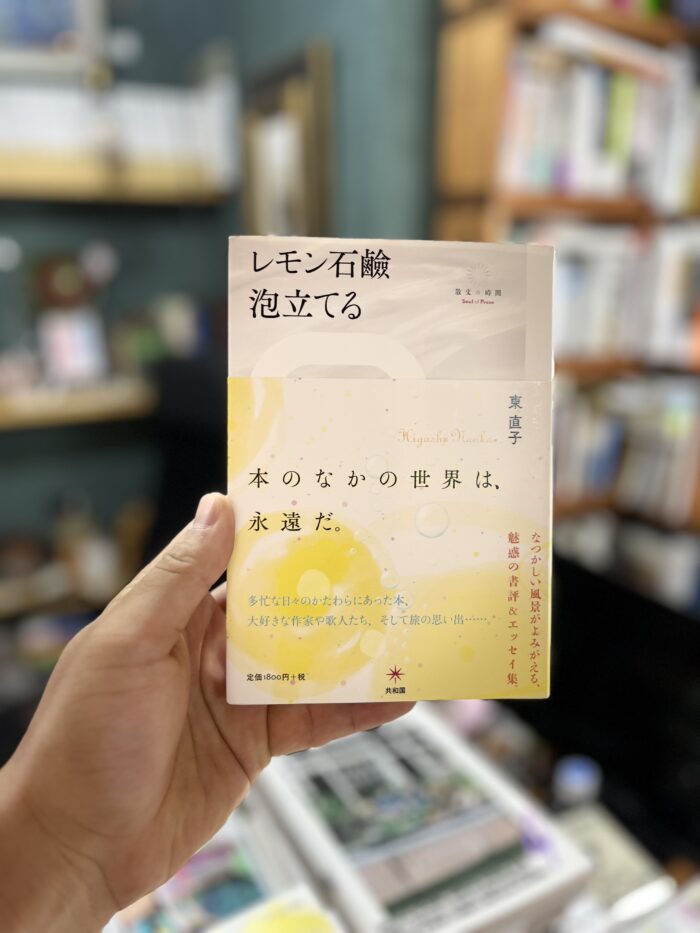 レモン石鹼
泡立てる
散文の時間
Soul of Prose
東直子
Higashi Naoko
本のなかの世界は、
永遠だ。
なつかしい風景がよみがえる、
魅惑の書評&エッセイ集。
多忙な日々のかたわらにあった本、
大好きな作家や歌人たち、そして旅の思い出……。
定価1800円+税
共和国